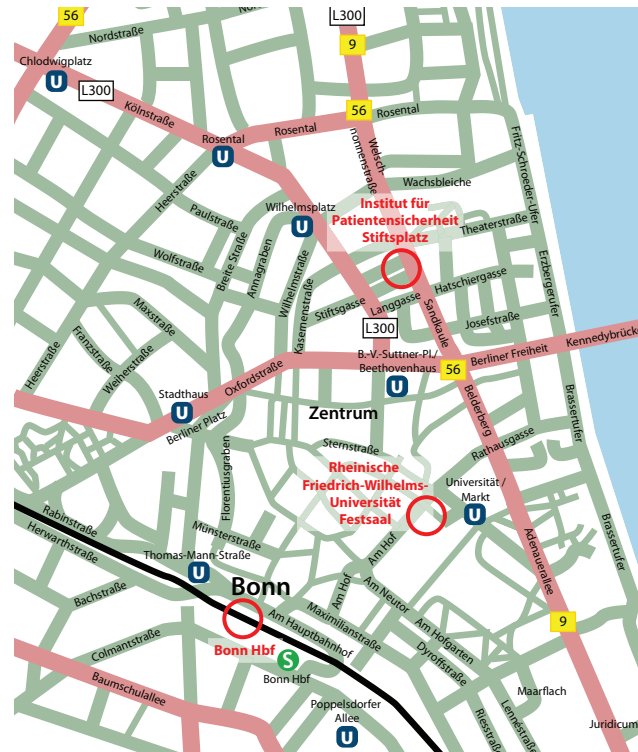 L300
56
9
Nordstraße
Chlodwigplatz
U
L300
Kölnstraße
56
Rosental
Rosental
Rosental
U
Welsch-
nonnenstraße
Fritz-Schroeder-Ufer
Heerstraße
Wachsbleiche
Paulstraße
Wilhelmsplatz
U
Institut für
Patientensicherheit
Stiftsplatz
Theaterstraße
Breite Straße
Annagraben
Wolfstraße
Wilhelmstraße
Erzbergerufer
Hatschiergasse
Langgasse
Stiftsgasse
Sandkaule
Kasernenstraße
Maxstraße
L300
Josefstraße
Franzstraße
Weiherstraße
Heerstraße
Kennedybrücke
Berliner Freiheit
B.-V.-Suttner-Pl./
Beethovenhaus
U
56
Oxfordstraße
Stadthaus
U
Berliner Platz
Zentrum
Belderberg
Brassertufer
Sternstraße
Rathausgasse
Florentiusgraben
Rheinische
Friedrich-Wilhelms-
Universität
Festsaal
Universität /
Markt
U
Rabinstraße
Herwarthstraße
Münsterstraße
Brassertufer
Adenauerallee
Thomas-Mann-Straße
U
Am Hof
Am Hof
Bonn
Bachstraße
Am Neutor
Maximilianstraße
Am Hauptbahnhof
Am Hofgarten
9
Colmantstraße
Bonn Hbf
S
Bonn Hbf
Dyroffstraße
Baumschulallee
Maarflach
Poppelsdorfer
Allee
U
Riesstraße
Lennéstraße
Juridicum